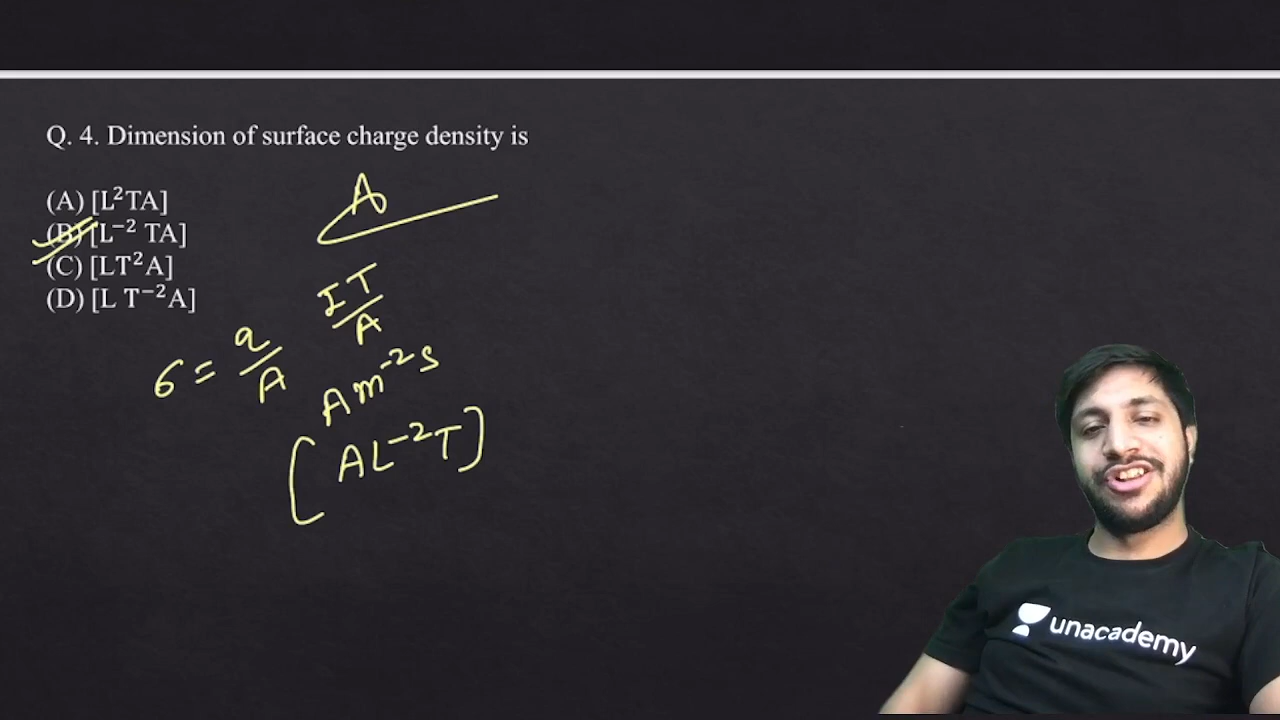 Q. 4. Dimension of surface charge density is
(A) [L²TA]
(B) [L⁻² TA]
(C) [LT²A]
(D) [L T⁻²A]
A
IT/A
σ = q/A
Am⁻²s
[AL⁻²T]
unacademy